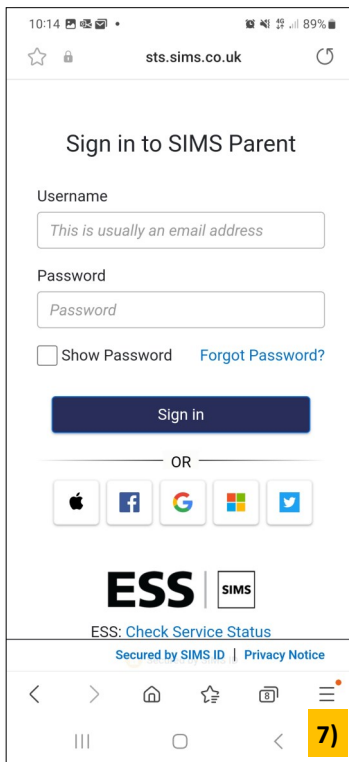 10:14
4G 89%
sts.sims.co.uk
Sign in to SIMS Parent
Username
This is usually an email address
Password
Password
Show Password Forgot Password?
Sign in
OR
ESS SIMS
ESS: Check Service Status
Secured by SIMS ID | Privacy Notice
8
7)